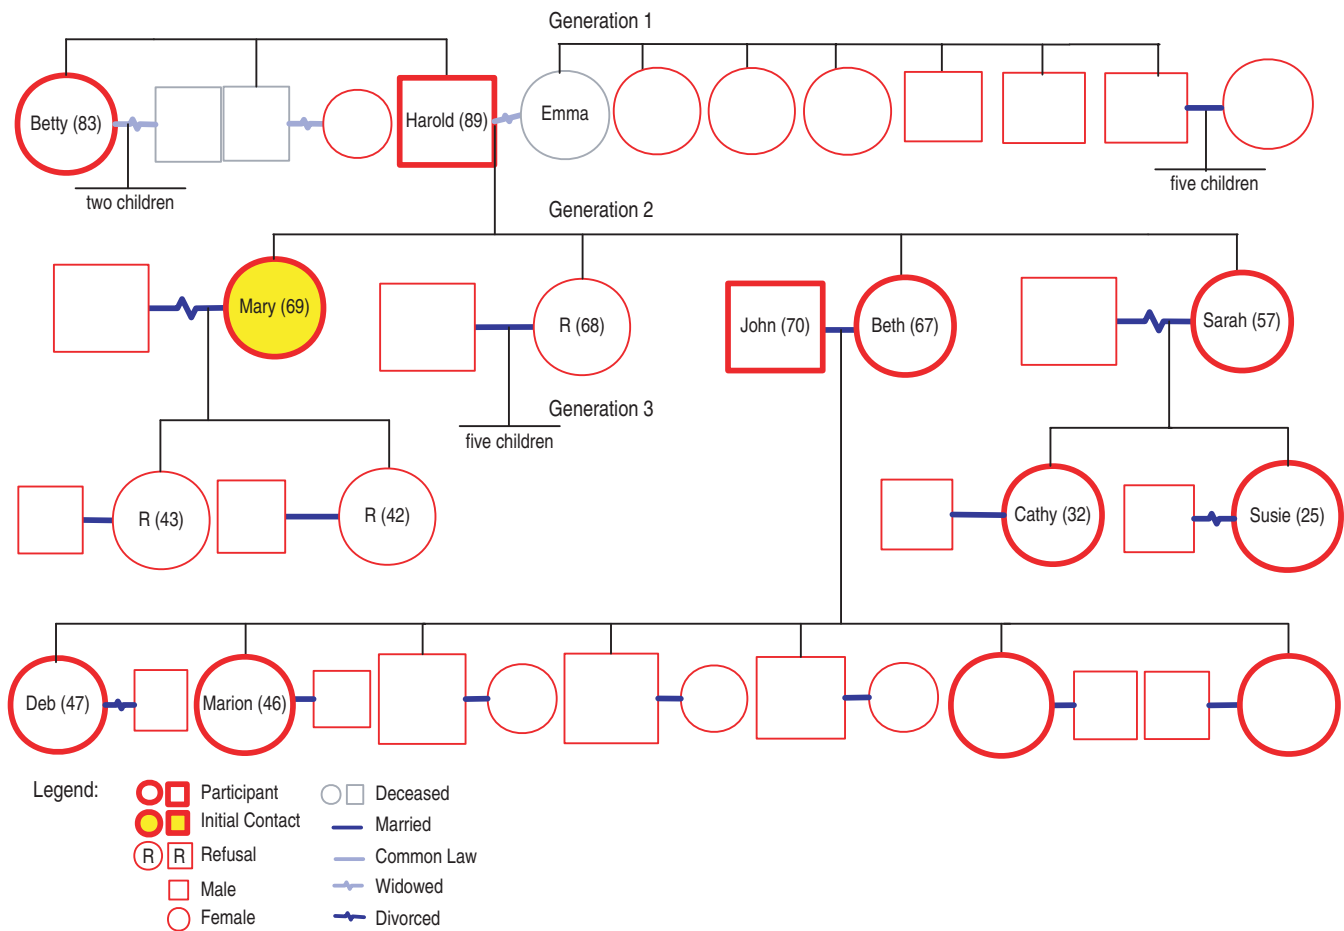 Generation 1
Betty (83)
Harold (89)
Emma
two children
five children
Generation 2
Mary (69)
R (68)
John (70)
Beth (67)
Sarah (57)
Generation 3
five children
R (43)
R (42)
Cathy (32)
Susie (25)
Deb (47)
Marion (46)
Legend:
Participant
Initial Contact
R R Refusal
Male
Female
Deceased
Married
Common Law
Widowed
Divorced